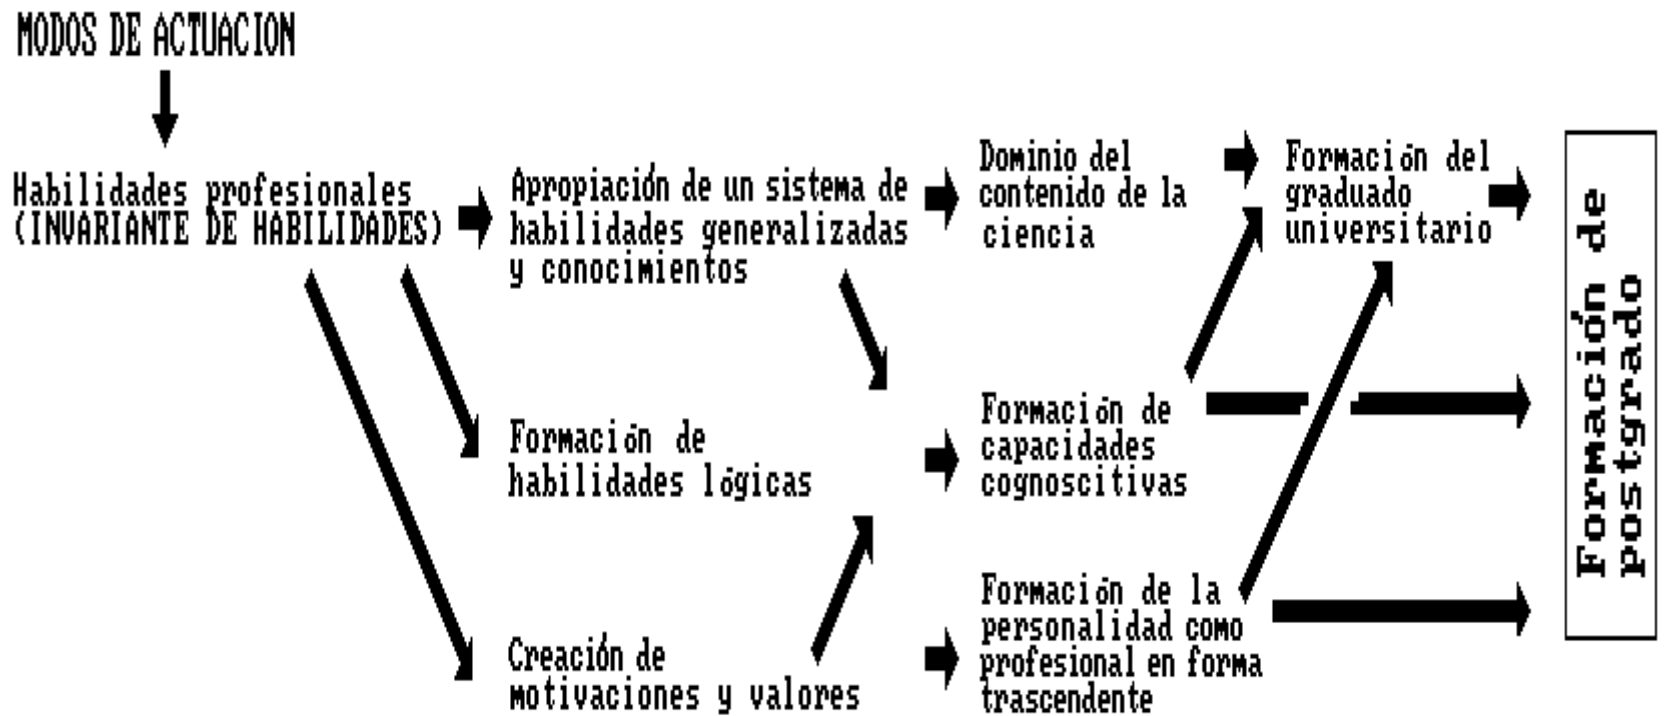 MODOS DE ACTUACION
Habilidades profesionales
(INVARIANTE DE HABILIDADES)
Apropiación de un sistema de
habilidades generalizadas
y conocimientos
Formación de
habilidades lógicas
Creación de
motivaciones y valores
Dominio del
contenido de la
ciencia
Formación de
capacidades
cognoscitivas
Formación de la
personalidad como
profesional en forma
trascendente
Formación del
graduado
universitario
Formación de
postgrado